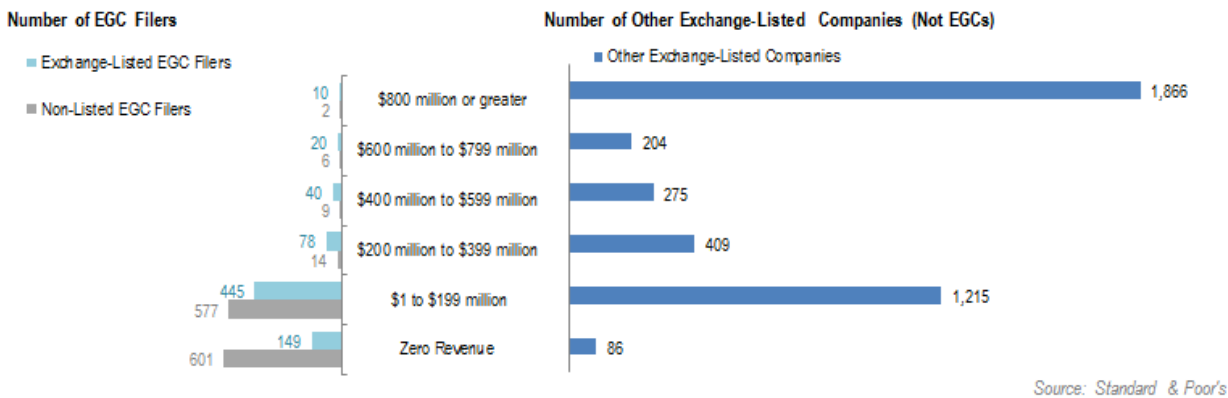 Number of EGC Filers
Number of Other Exchange-Listed Companies (Not EGCs)
Exchange-Listed EGC Filers
Non-Listed EGC Filers
Other Exchange-Listed Companies
10
2
$800 million or greater
1,866
20
6
$600 million to $799 million
204
40
9
$400 million to $599 million
275
78
14
$200 million to $399 million
409
445
577
$1 to $199 million
1,215
149
601
Zero Revenue
86
Source: Standard & Poor's